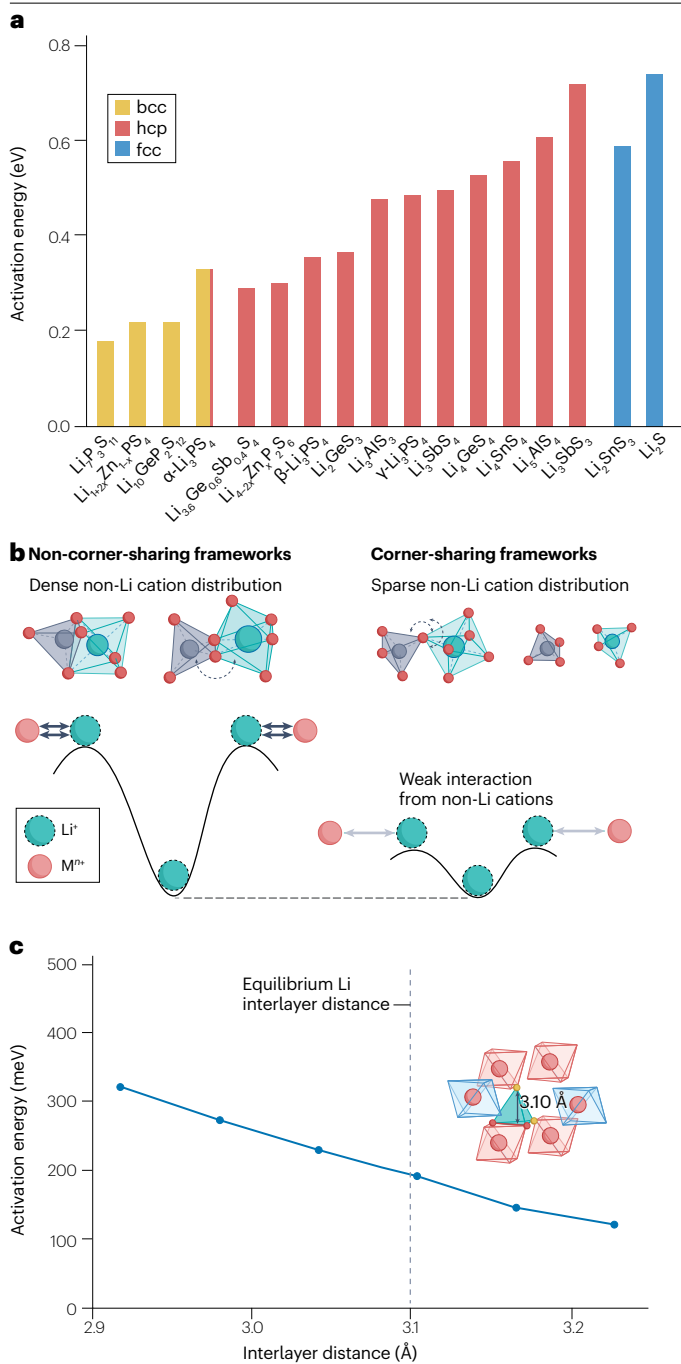 a
0.8
0.6
0.4
0.2
0.0
Activation energy (eV)
bcc
hcp
fcc
Li₇P₃S₁₁
Li₁₊₂ₓZn₁₋ₓPS₄
Li₁₀GeP₂S₁₂
α-Li₃PS₄
Li₃.₆Ge₀.₆Sb₀.₄S₄
Li₄₋₂ₓZnₓP₂S₆
β-Li₃PS₄
Li₂GeS₃
Li₃AlS₃
γ-Li₃PS₄
Li₃SbS₄
Li₄GeS₄
Li₄SnS₄
Li₅AlS₄
Li₃SbS₃
Li₂SnS₃
Li₂S
b Non-corner-sharing frameworks
Dense non-Li cation distribution
Corner-sharing frameworks
Sparse non-Li cation distribution
Weak interaction
from non-Li cations
Li⁺
Mⁿ⁺
c
500
400
300
200
100
0
Activation energy (meV)
Equilibrium Li
interlayer distance
3.10 Å
2.9 3.0 3.1 3.2
Interlayer distance (Å)